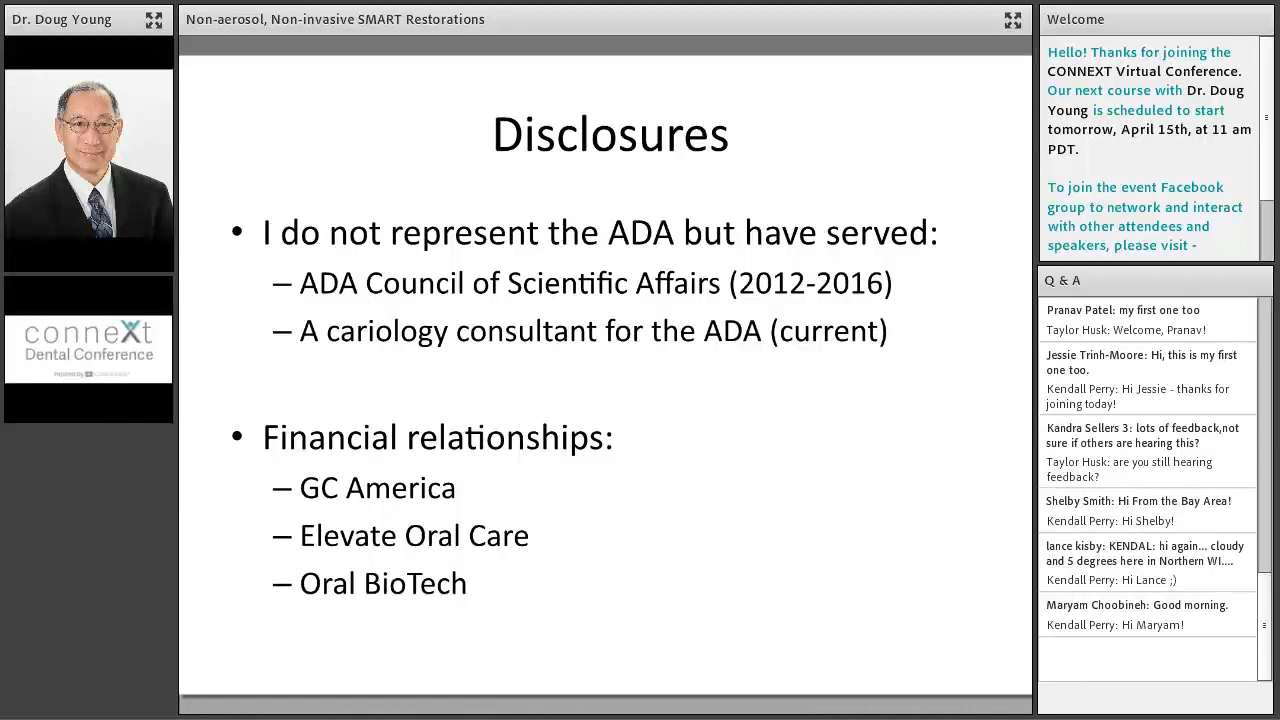 Dr. Doug Young
Non-aerosol, Non-invasive SMART Restorations
Disclosures
• I do not represent the ADA but have served:
– ADA Council of Scientific Affairs (2012-2016)
– A cariology consultant for the ADA (current)
• Financial relationships:
– GC America
– Elevate Oral Care
– Oral BioTech
conneXt
Dental Conference
Welcome
Hello! Thanks for joining the
CONNEXT Virtual Conference.
Our next course with Dr. Doug
Young is scheduled to start
tomorrow, April 15th, at 11 am
PDT.
To join the event Facebook
group to network and interact
with other attendees and
speakers, please visit -
Q & A
Pranav Patel: my first one too
Taylor Husk: Welcome, Pranav!
Jessie Trinh-Moore: Hi, this is my first
one too.
Kendall Perry: Hi Jessie - thanks for
joining today!
Kandra Sellers 3: lots of feedback,not
sure if others are hearing this?
Taylor Husk: are you still hearing
feedback?
Shelby Smith: Hi From the Bay Area!
Kendall Perry: Hi Shelby!
lance kisby: KENDAL: hi again... cloudy
and 5 degrees here in Northern WI....
Kendall Perry: Hi Lance ;)
Maryam Choobineh: Good morning.
Kendall Perry: Hi Maryam!